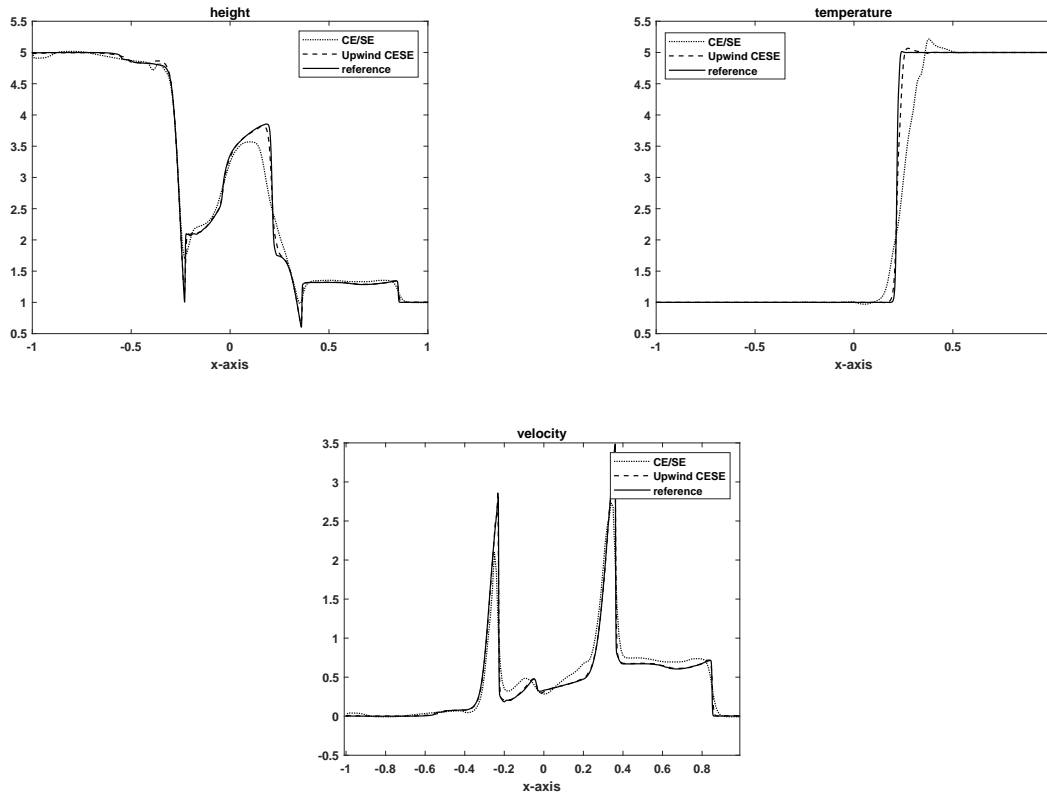 height
5.5
5
4.5
4
3.5
3
2.5
2
1.5
1
0.5
-1 -0.5 0 0.5 1
x-axis
CE/SE
Upwind CESE
reference
temperature
5.5
5
4.5
4
3.5
3
2.5
2
1.5
1
0.5
-1 -0.5 0 0.5
x-axis
CE/SE
Upwind CESE
reference
velocity
3.5
3
2.5
2
1.5
1
0.5
0
-0.5
-1 -0.8 -0.6 -0.4 -0.2 0 0.2 0.4 0.6 0.8
x-axis
CE/SE
Upwind CESE
reference